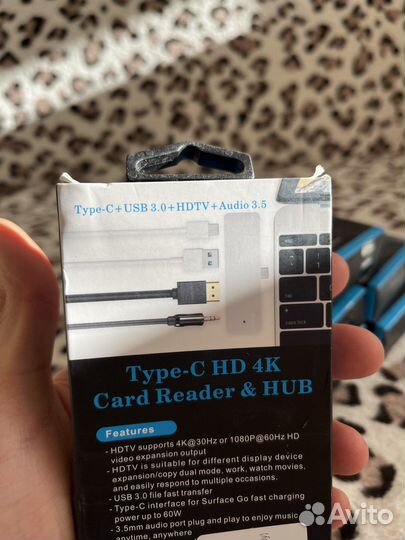 Type-C+USB 3.0+HDTV+Audio 3.5
Type-C HD 4K
Card Reader & HUB
Features
- HDTV supports 4K@30Hz or 1080P@60Hz HD
video expansion output
- HDTV is suitable for different display device
expansion/copy dual mode, work, watch movies,
and easily respond to multiple occasions.
- USB 3.0 file fast transfer
- Type-C interface for Surface Go fast charging
power up to 60W
- 3.5mm audio port plug and play to enjoy music
anytime, anywhere
Avito